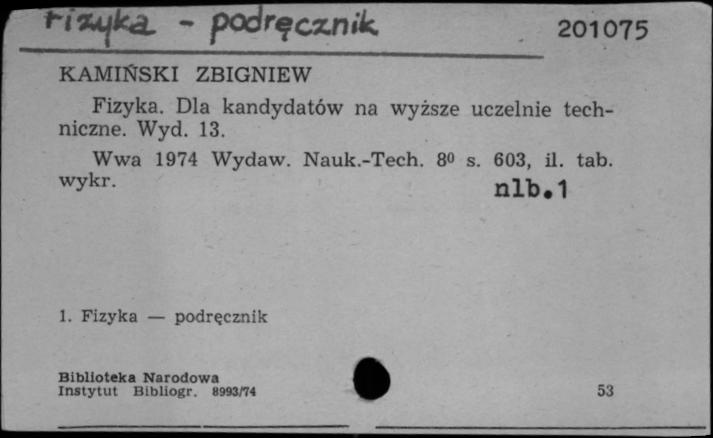 Fizyka - podręcznik
201075
KAMIŃSKI ZBIGNIEW
Fizyka. Dla kandydatów na wyższe uczelnie tech-
niczne. Wyd. 13.
Wwa 1974 Wydaw. Nauk.-Tech. 8⁰ s. 603, il. tab.
wykr.
nlb.1
1. Fizyka — podręcznik
Biblioteka Narodowa
Instytut Bibliogr. 8993/74
53